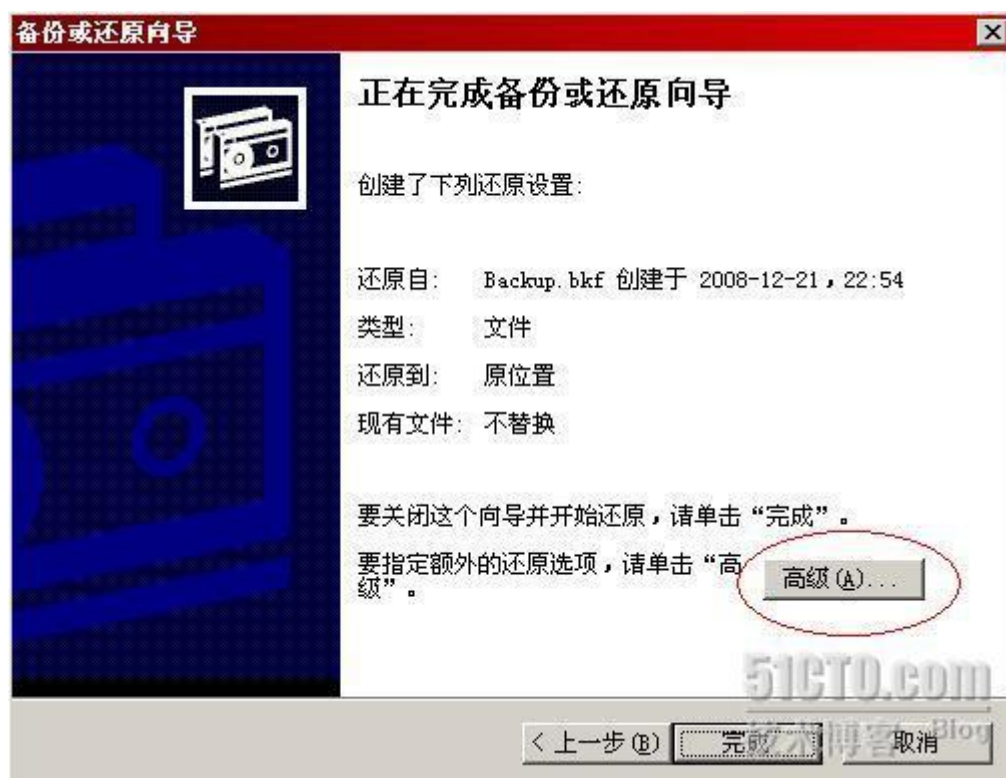 备份或还原向导
正在完成备份或还原向导
创建了下列还原设置:
还原自: Backup.bkf 创建于 2008-12-21，22:54
类型: 文件
还原到: 原位置
现有文件: 不替换
要关闭这个向导并开始还原，请单击“完成”。
要指定额外的还原选项，请单击“高
级”。
高级(A)...
51CTO.com
技术博客 Blog
< 上一步(B)
完成
取消